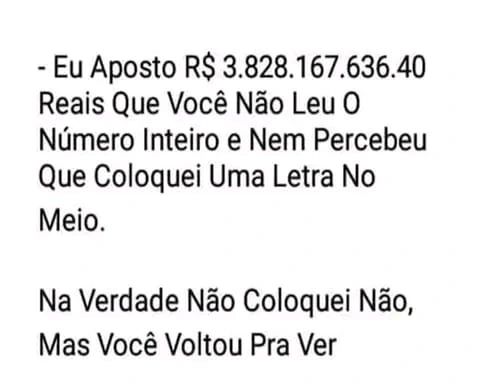 - Eu Aposto R$ 3.828.167.636.40
Reais Que Você Não Leu O
Número Inteiro e Nem Percebeu
Que Coloquei Uma Letra No
Meio.
Na Verdade Não Coloquei Não,
Mas Você Voltou Pra Ver